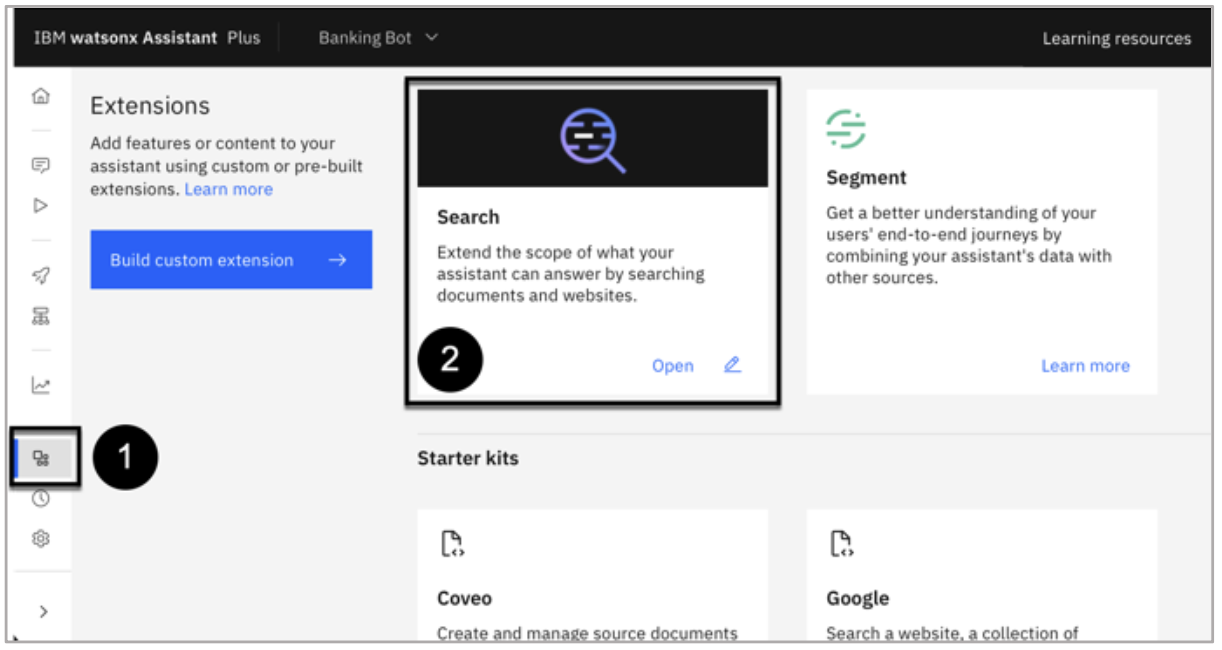 IBM watsonx Assistant Plus
Banking Bot
Learning resources
Extensions
Add features or content to your
assistant using custom or pre-built
extensions. Learn more
Build custom extension
1
Search
Extend the scope of what your
assistant can answer by searching
documents and websites.
2
Open
Segment
Get a better understanding of your
users' end-to-end journeys by
combining your assistant's data with
other sources.
Learn more
Starter kits
Coveo
Create and manage source documents
Google
Search a website, a collection of